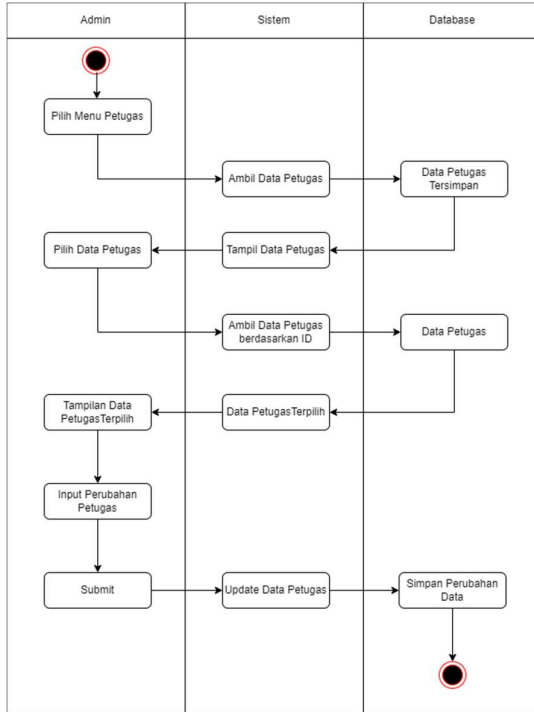 Admin
Sistem
Database
Pilih Menu Petugas
Ambil Data Petugas
Data Petugas
Tersimpan
Pilih Data Petugas
Tampil Data Petugas
Ambil Data Petugas
berdasarkan ID
Data Petugas
Tampilan Data
PetugasTerpilih
Data PetugasTerpilih
Input Perubahan
Petugas
Submit
Update Data Petugas
Simpan Perubahan
Data